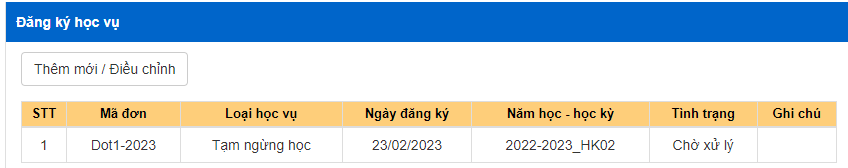 Đăng ký học vụ
Thêm mới / Điều chỉnh
STT Mã đơn Loại học vụ Ngày đăng ký Năm học - học kỳ Tình trạng Ghi chú
1 Dot1-2023 Tạm ngừng học 23/02/2023 2022-2023_HK02 Chờ xử lý